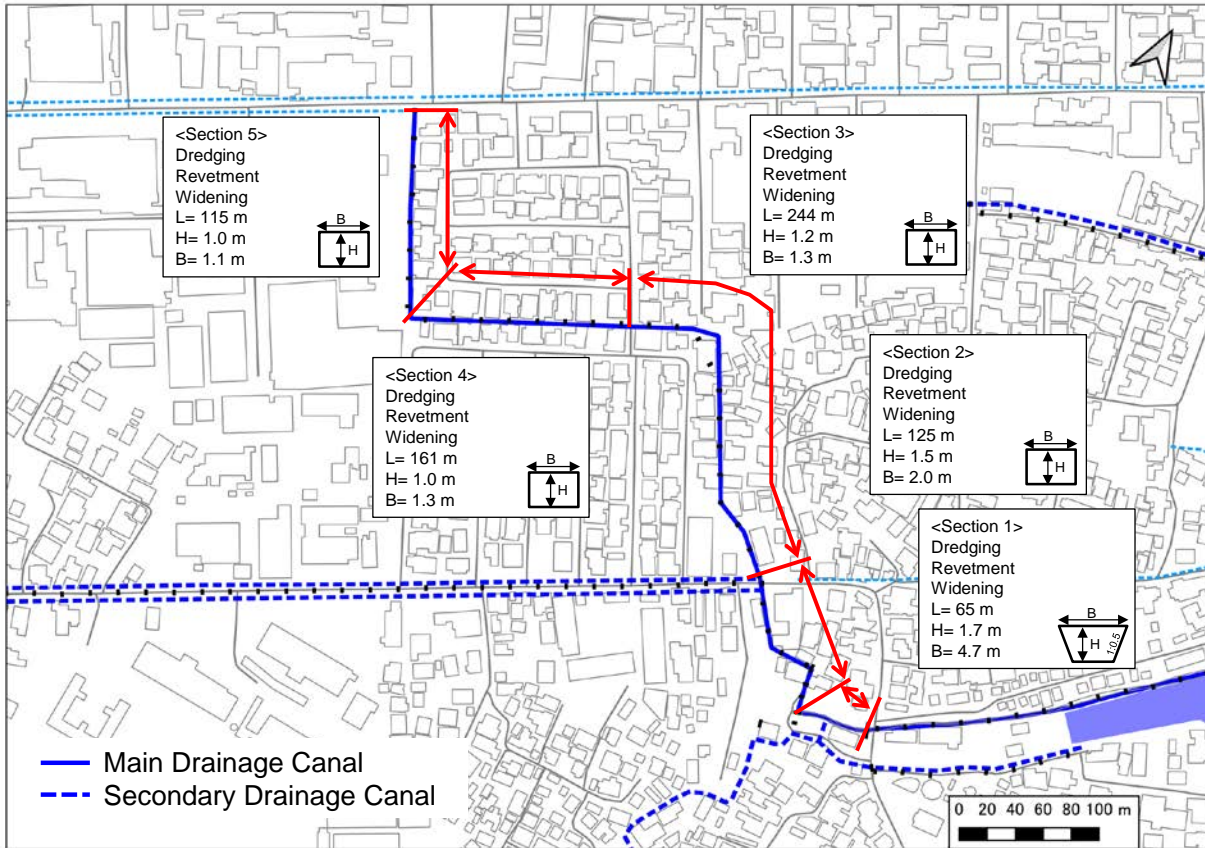 <Section 5>
Dredging
Revetment
Widening
L= 115 m
H= 1.0 m
B= 1.1 m
B
H
<Section 3>
Dredging
Revetment
Widening
L= 244 m
H= 1.2 m
B= 1.3 m
B
H
<Section 4>
Dredging
Revetment
Widening
L= 161 m
H= 1.0 m
B= 1.3 m
B
H
<Section 2>
Dredging
Revetment
Widening
L= 125 m
H= 1.5 m
B= 2.0 m
B
H
<Section 1>
Dredging
Revetment
Widening
L= 65 m
H= 1.7 m
B= 4.7 m
B
H
1:0.5
Main Drainage Canal
Secondary Drainage Canal
0 20 40 60 80 100 m